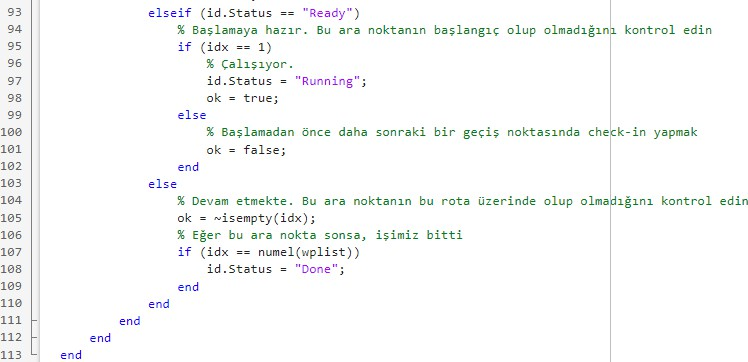 93 elseif (id.Status == "Ready")
94 % Başlamaya hazır. Bu ara noktanın başlangıç olup olmadığını kontrol edin
95 if (idx == 1)
96 % Çalışıyor.
97 id.Status = "Running";
98 ok = true;
99 else
100 % Başlamadan önce daha sonraki bir geçiş noktasında check-in yapmak
101 ok = false;
102 end
103 else
104 % Devam etmekte. Bu ara noktanın bu rota üzerinde olup olmadığını kontrol edin
105 ok = ~isempty(idx);
106 % Eğer bu ara nokta sonsa, işimiz bitti
107 if (idx == numel(wplist))
108 id.Status = "Done";
109 end
110 end
111 end
112 end
113 end